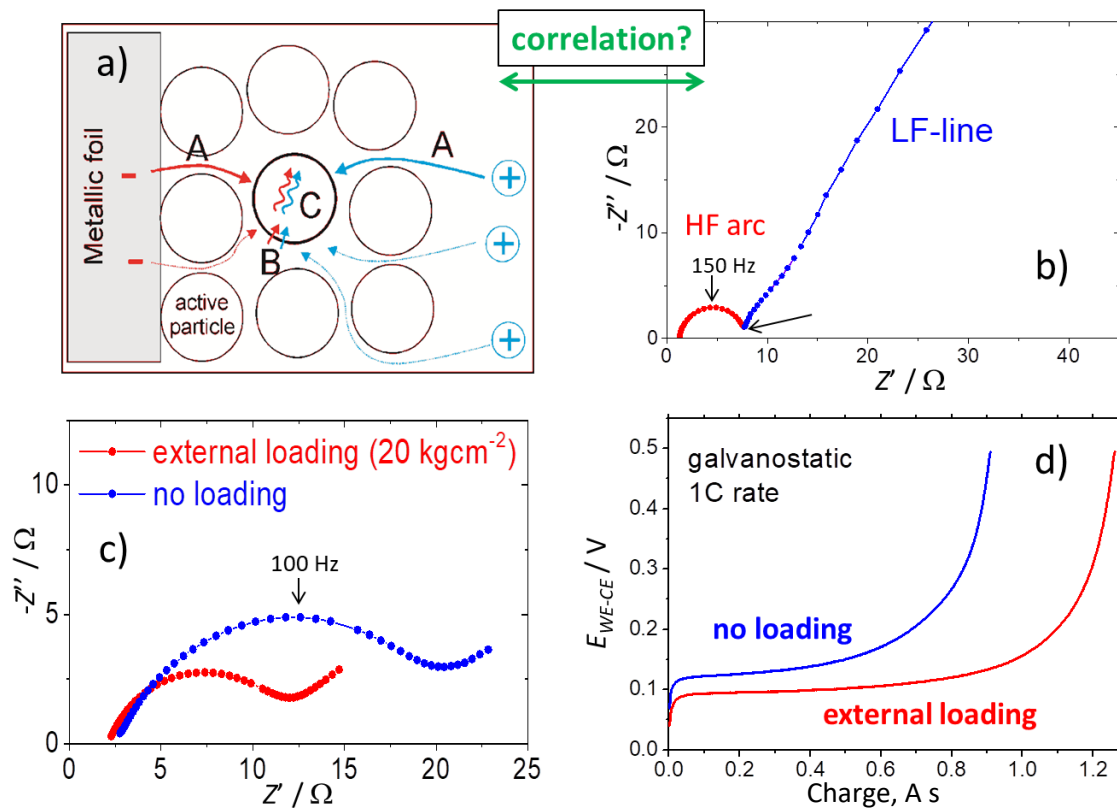 correlation?
a)
Metallic foil
A
A
C
B
active
particle
-Z'' / Ω
20
10
0
HF arc
150 Hz
LF-line
b)
0
10
20
30
40
Z' / Ω
external loading (20 kgcm-2)
no loading
-Z'' / Ω
10
5
0
c)
100 Hz
0
5
10
15
20
25
Z' / Ω
EWE-CE / V
0.5
0.4
0.3
0.2
0.1
0.0
galvanostatic
1C rate
d)
no loading
external loading
0.0
0.2
0.4
0.6
0.8
1.0
1.2
Charge, A s